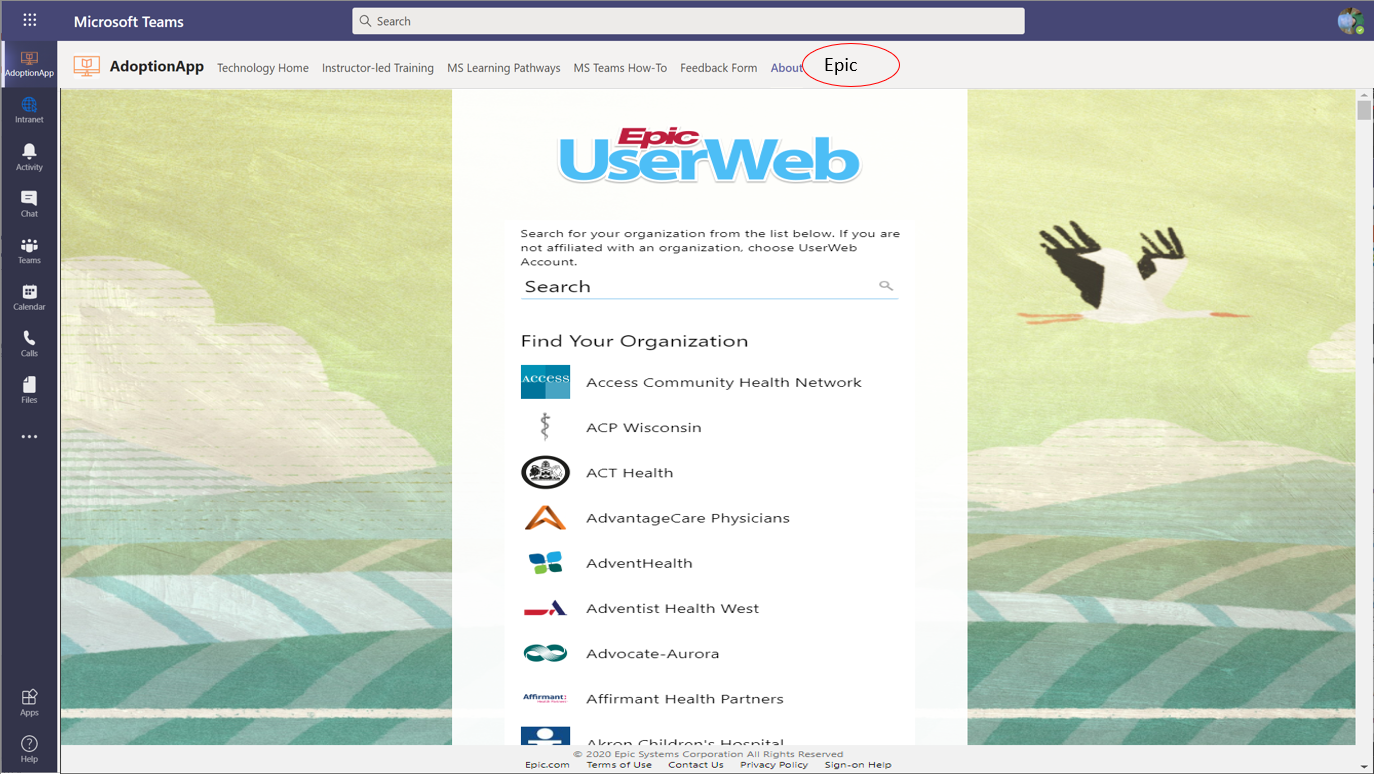 Microsoft Teams
Search
AdoptionApp
AdoptionApp
Technology Home
Instructor-led Training
MS Learning Pathways
MS Teams How-To
Feedback Form
About
Epic
Intranet
Activity
Chat
Teams
Calendar
Calls
Files
Apps
Help
Epic
UserWeb
Search for your organization from the list below. If you are
not affiliated with an organization, choose UserWeb
Account.
Search
Find Your Organization
ACCESS
Access Community Health Network
ACP Wisconsin
ACT Health
AdvantageCare Physicians
AdventHealth
Adventist Health West
Advocate-Aurora
Affirmant:
Health Partners
Affirmant Health Partners
Akron Children's Hospital
© 2020 Epic Systems Corporation All Rights Reserved
Epic.com Terms of Use Contact Us Privacy Policy Sign-on Help